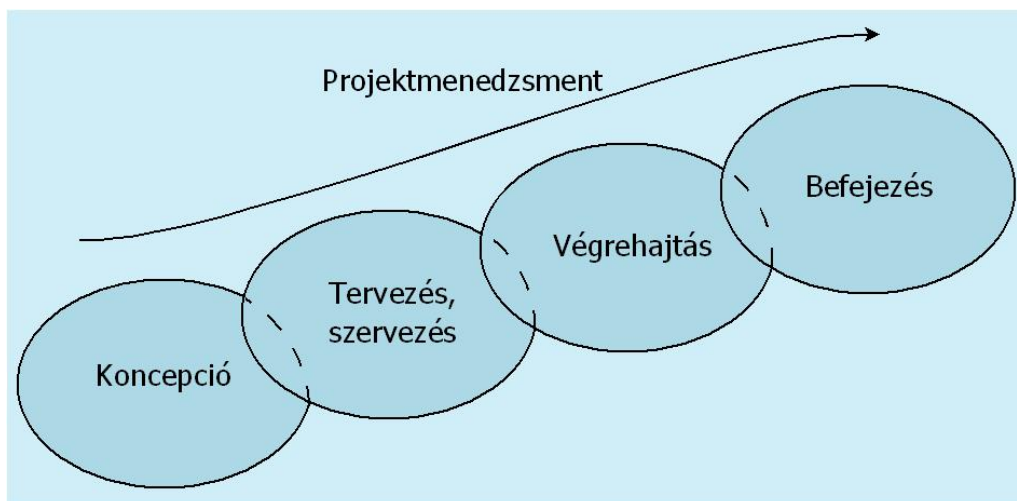 Projektmenedzsment
Koncepció
Tervezés,
szervezés
Végrehajtás
Befejezés